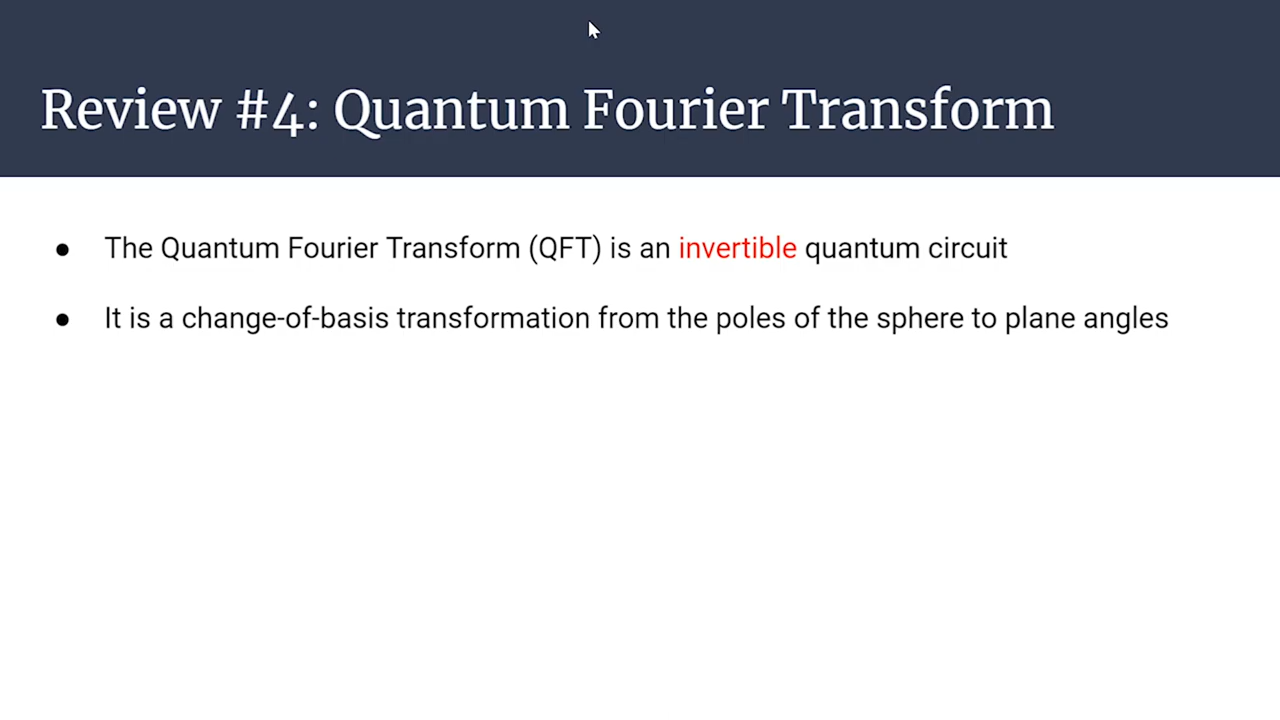 Review #4: Quantum Fourier Transform
● The Quantum Fourier Transform (QFT) is an invertible quantum circuit
● It is a change-of-basis transformation from the poles of the sphere to plane angles